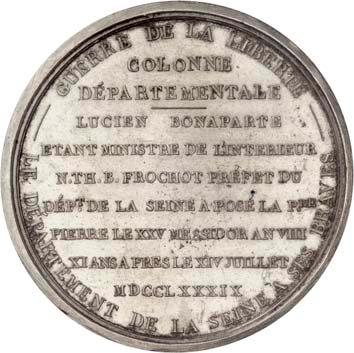 GUERRE DE LA LIBERTÉ
COLONNE
DÉPARTEMENTALE
LUCIEN BONAPARTE
ETANT MINISTRE DE L'INTERIEUR
N.TH.B. FROCHOT PRÉFET DU
DÉPT. DE LA SEINE A POSÉ LA PRE
PIERRE LE XXV MESSIDOR AN VIII
XI ANS APRES LE XIV JUILLET
MDCCLXXXIX
LE DÉPARTEMENT DE LA SEINE A SES BRAVES